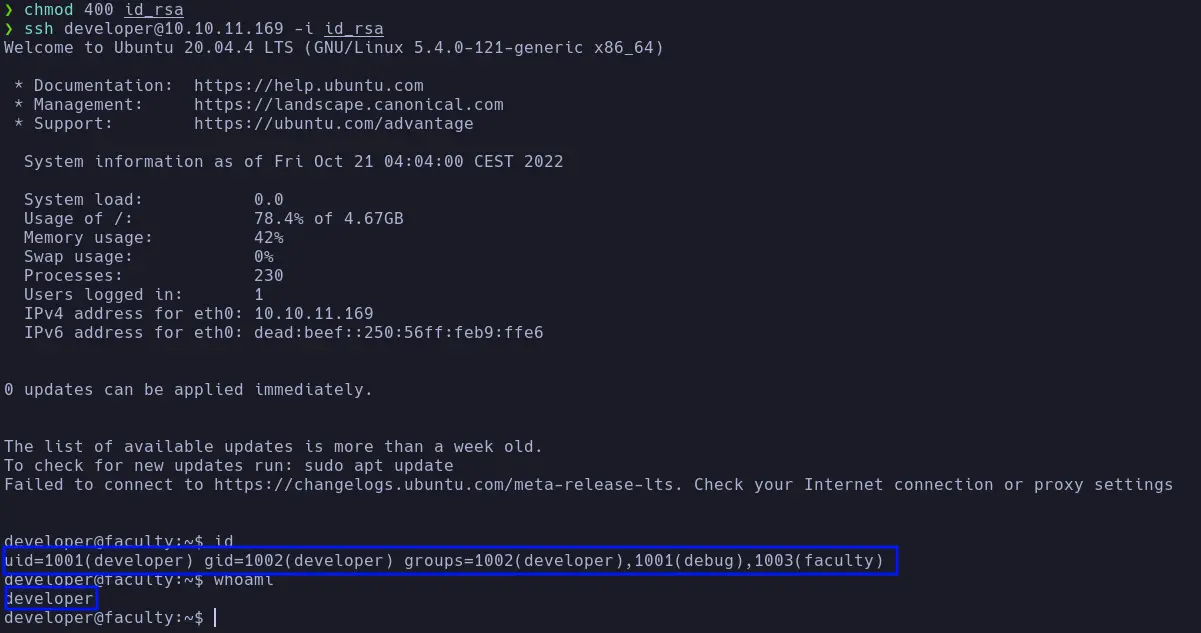 ❯ chmod 400 id_rsa
❯ ssh developer@10.10.11.169 -i id_rsa
Welcome to Ubuntu 20.04.4 LTS (GNU/Linux 5.4.0-121-generic x86_64)
* Documentation:  https://help.ubuntu.com
* Management:     https://landscape.canonical.com
* Support:        https://ubuntu.com/advantage
System information as of Fri Oct 21 04:04:00 CEST 2022
System load:           0.0
Usage of /:            78.4% of 4.67GB
Memory usage:          42%
Swap usage:            0%
Processes:             230
Users logged in:       1
IPv4 address for eth0: 10.10.11.169
IPv6 address for eth0: dead:beef::250:56ff:feb9:ffe6
0 updates can be applied immediately.
The list of available updates is more than a week old.
To check for new updates run: sudo apt update
Failed to connect to https://changelogs.ubuntu.com/meta-release-lts. Check your Internet connection or proxy settings
developer@faculty:~$ id
uid=1001(developer) gid=1002(developer) groups=1002(developer),1001(debug),1003(faculty)
developer@faculty:~$ whoami
developer
developer@faculty:~$